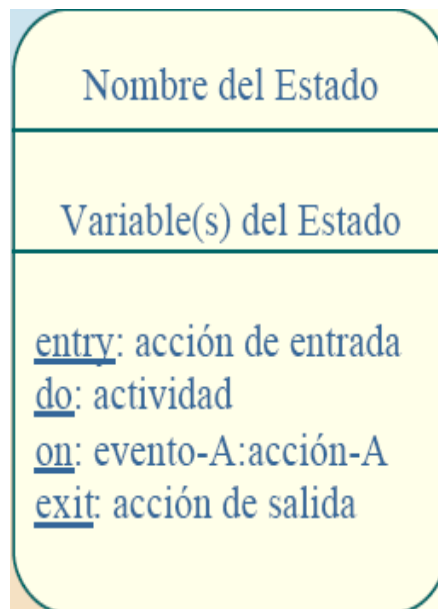 Nombre del Estado
Variable(s) del Estado
entry: acción de entrada
do: actividad
on: evento-A:acción-A
exit: acción de salida